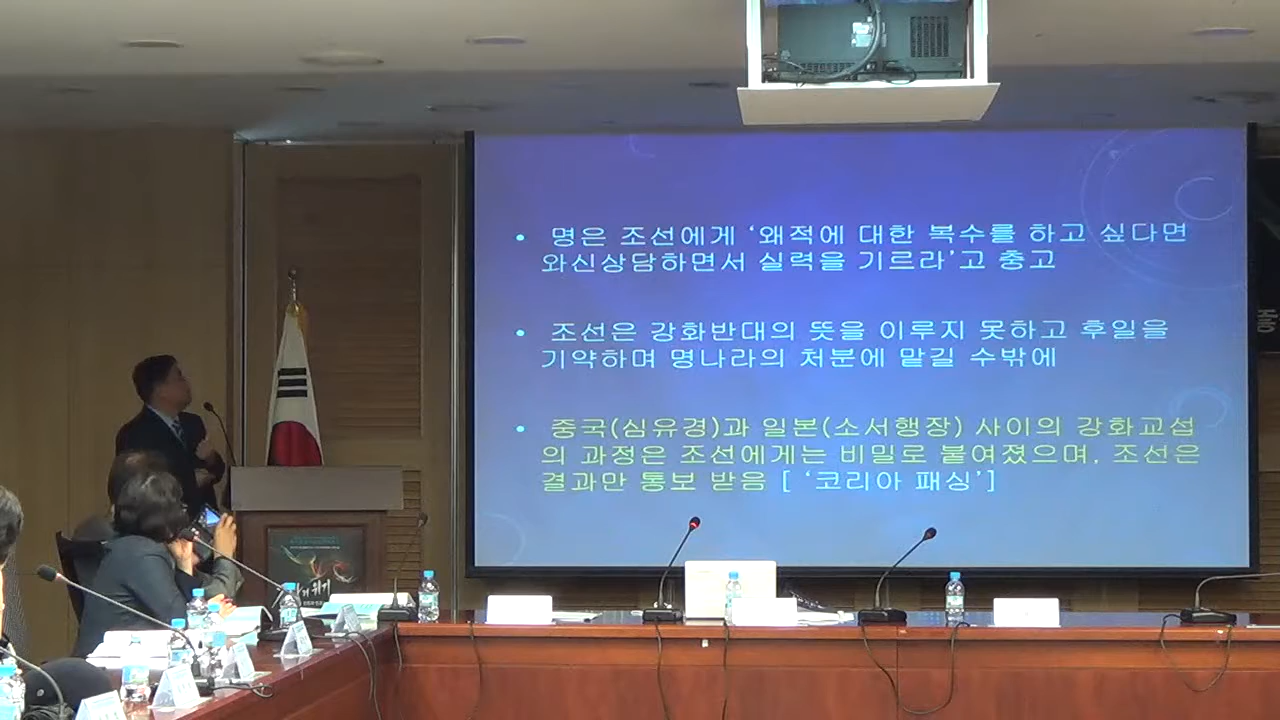 • 명은 조선에게 ‘왜적에 대한 복수를 하고 싶다면
와신상담하면서 실력을 기르라’고 충고
• 조선은 강화반대의 뜻을 이루지 못하고 후일을
기약하며 명나라의 처분에 맡길 수밖에
• 중국(심유경)과 일본(소서행장) 사이의 강화교섭
의 과정은 조선에게는 비밀로 붙여졌으며, 조선은
결과만 통보 받음 [ ‘코리아 패싱’]
위기